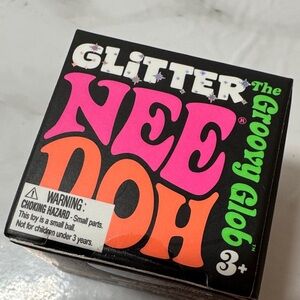 GLiTTER
NEE®
DOH
The Groovy Glob™
WARNING:
CHOKING HAZARD - Small parts.
This toy is a small ball.
Not for children under 3 years.
3+